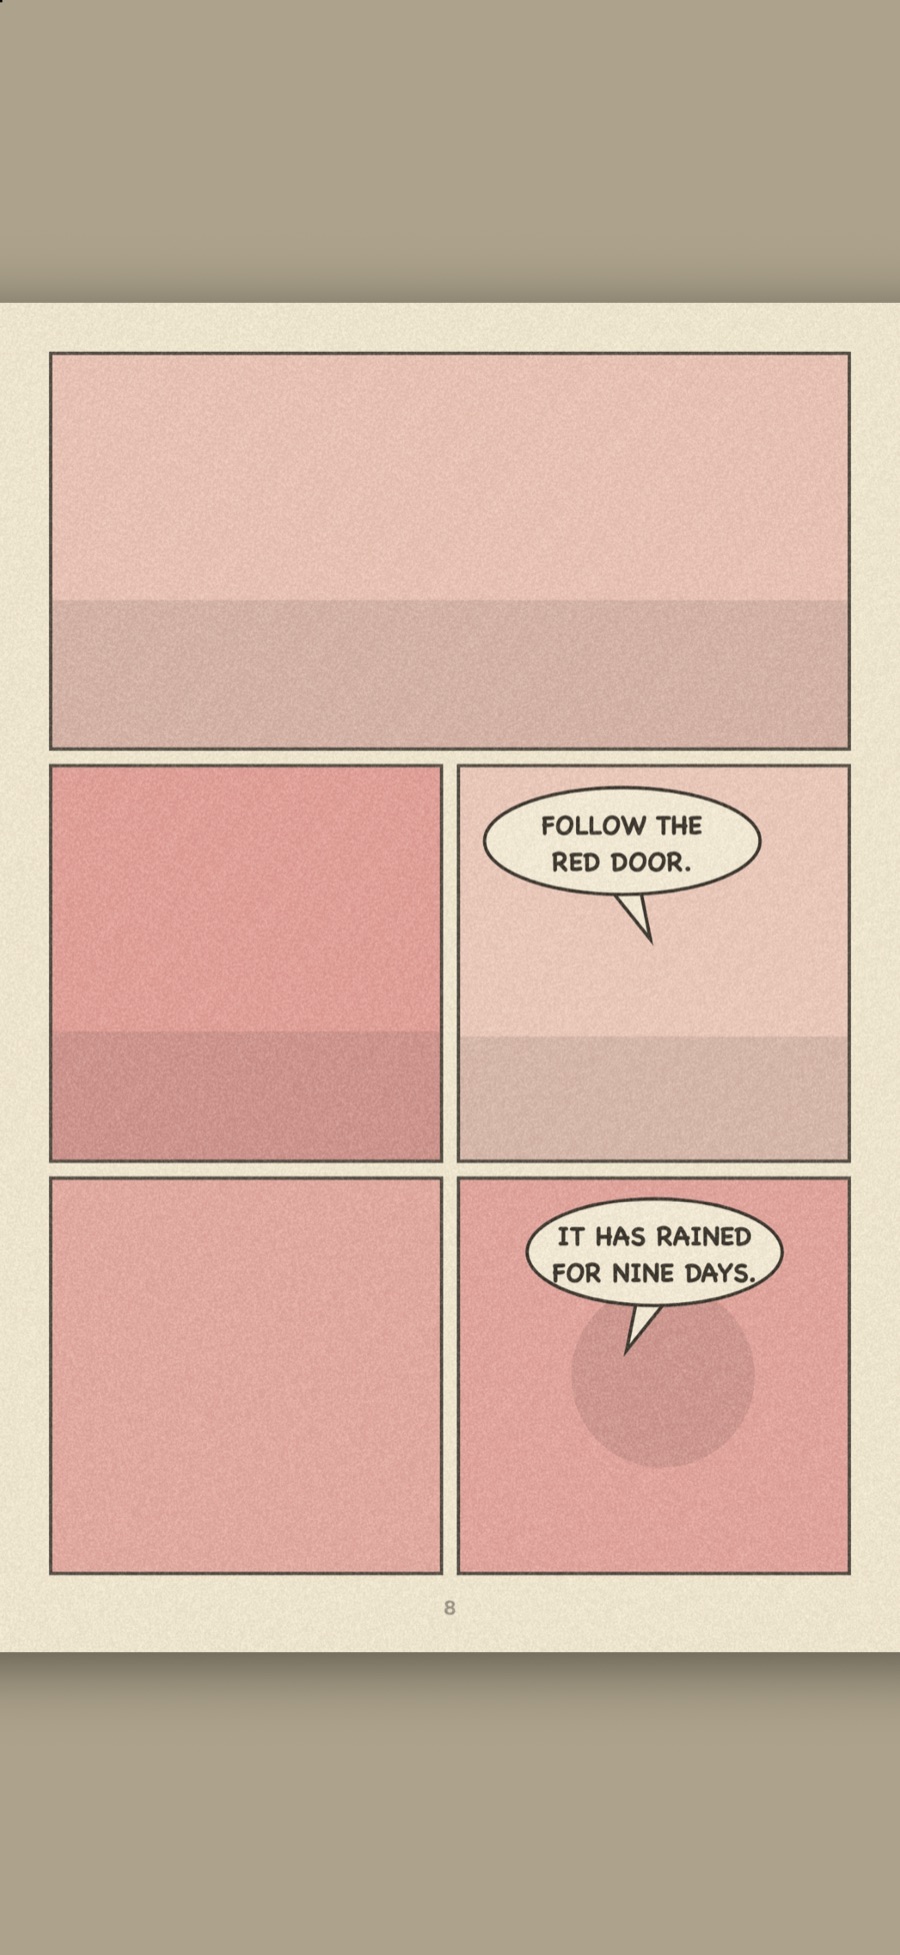 FOLLOW THE
RED DOOR.
IT HAS RAINED
FOR NINE DAYS.
8